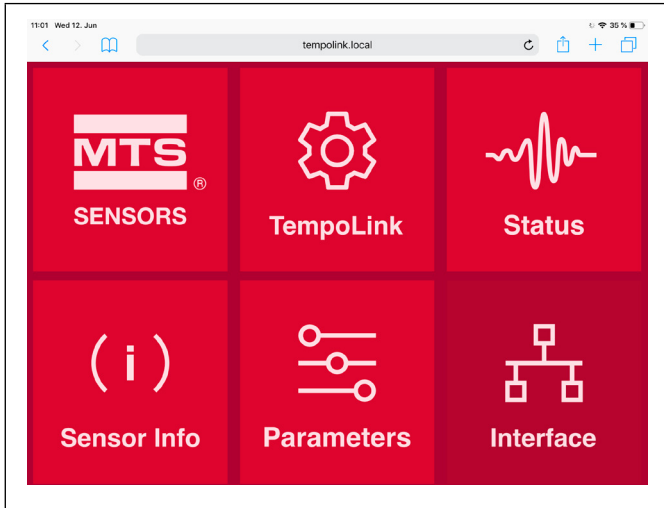 11:01 Wed 12. Jun
35 %
tempolink.local
MTS
®
SENSORS
TempoLink
Status
( i )
Sensor Info
Parameters
Interface